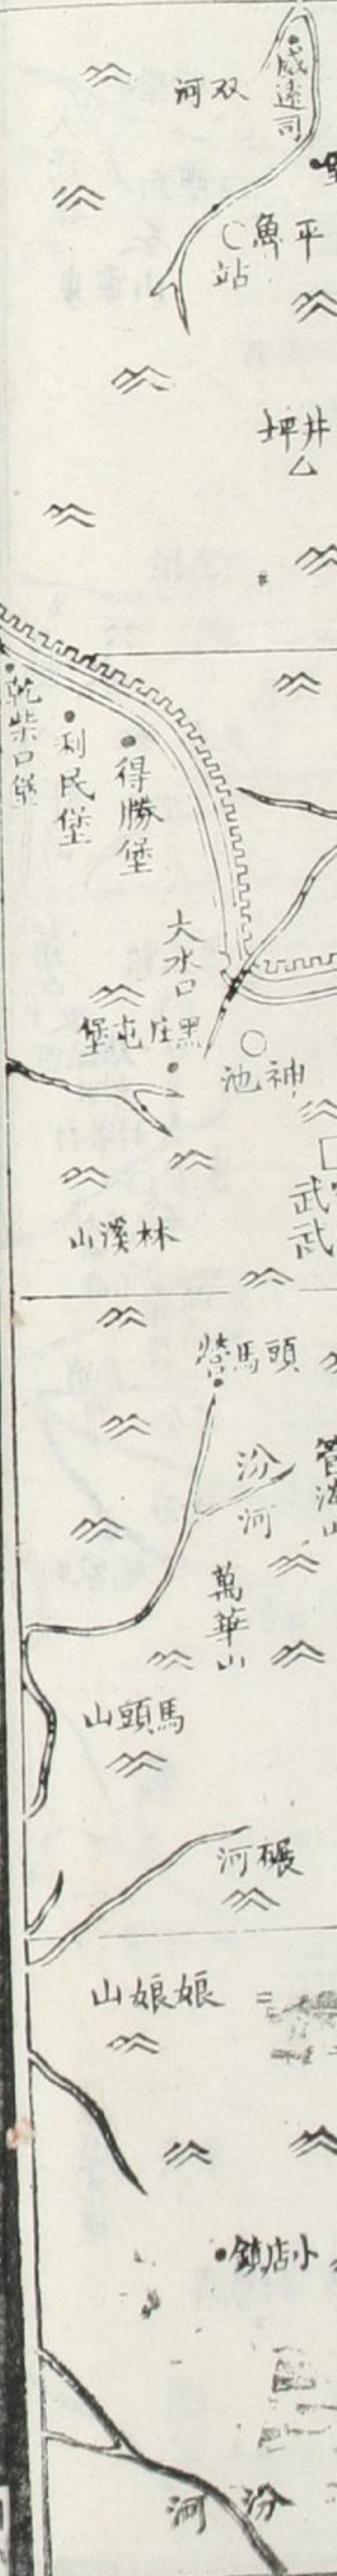 威遠司
双河
平魯
站
井坪
乾柴口堡
利民堡
得勝堡
大水口
黑庄屯堡
神池
林溪山
頭馬營
汾河
萬華山
馬頭山
碾河
娘娘山
小店鎮
汾河